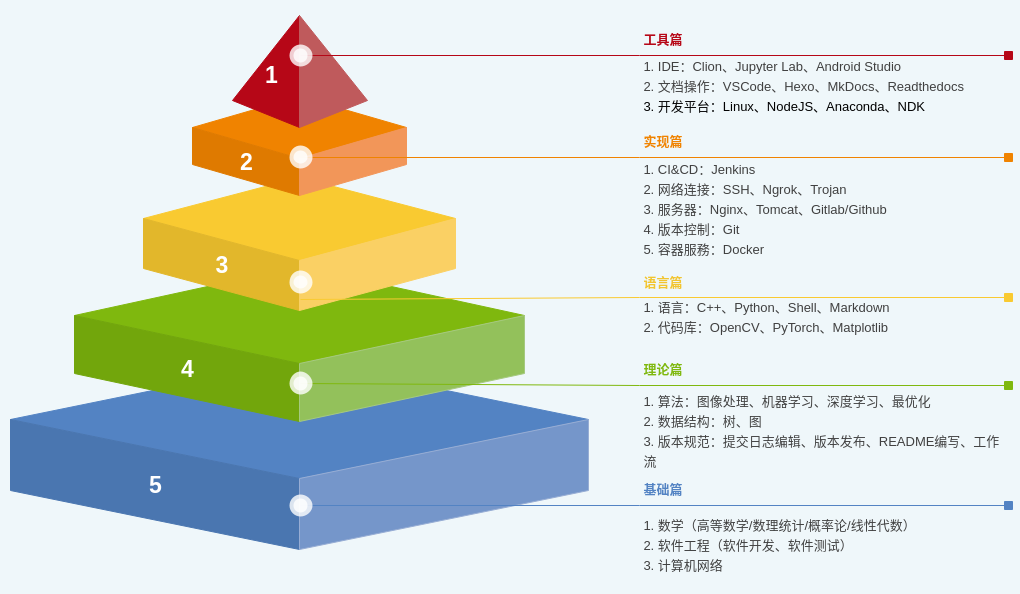 工具篇
1. IDE：Clion、Jupyter Lab、Android Studio
2. 文档操作：VSCode、Hexo、MkDocs、Readthedocs
3. 开发平台：Linux、NodeJS、Anaconda、NDK
1
实现篇
2
1. CI&CD：Jenkins
2. 网络连接：SSH、Ngrok、Trojan
3. 服务器：Nginx、Tomcat、Gitlab/Github
4. 版本控制：Git
5. 容器服務：Docker
3
语言篇
1. 语言：C++、Python、Shell、Markdown
2. 代码库：OpenCV、PyTorch、Matplotlib
4
理论篇
1. 算法：图像处理、机器学习、深度学习、最优化
2. 数据结构：树、图
3. 版本规范：提交日志编辑、版本发布、README编写、工作
流
5
基础篇
1. 数学（高等数学/数理统计/概率论/线性代数）
2. 软件工程（软件开发、软件测试）
3. 计算机网络